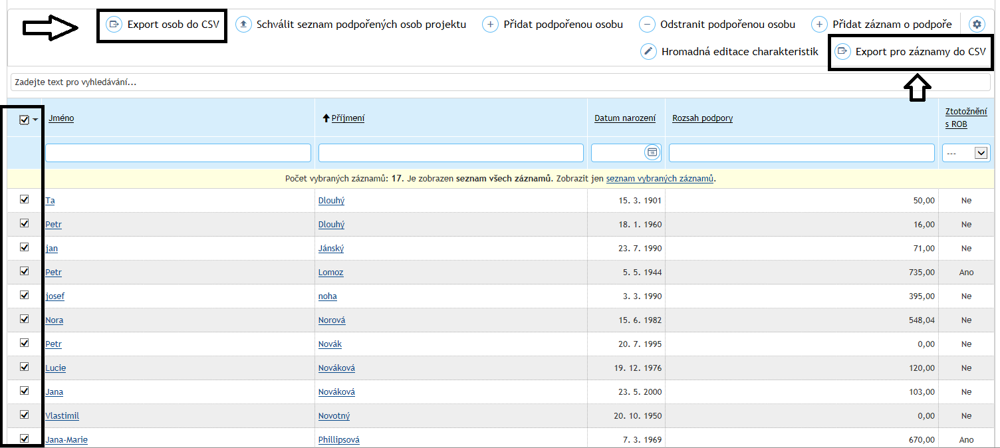 Export osob do CSV Schválit seznam podpořených osob projektu Přidat podpořenou osobu Odstranit podpořenou osobu Přidat záznam o podpoře
Hromadná editace charakteristik Export pro záznamy do CSV
Zadejte text pro vyhledávání...
Jméno Příjmení Datum narození Rozsah podpory Ztotožnění
s ROB
15 ---
Počet vybraných záznamů: 17. Je zobrazen seznam všech záznamů. Zobrazit jen seznam vybraných záznamů.
Ta Dlouhý 15. 3. 1901 50,00 Ne
Petr Dlouhý 18. 1. 1960 16,00 Ne
jan Jánský 23. 7. 1990 71,00 Ne
Petr Lomoz 5. 5. 1944 735,00 Ano
josef noha 3. 3. 1990 395,00 Ne
Nora Norová 15. 6. 1982 548,04 Ne
Petr Novák 20. 7. 1995 0,00 Ne
Lucie Nováková 19. 12. 1976 120,00 Ne
Jana Nováková 23. 5. 2000 103,00 Ne
Vlastimil Novotný 20. 10. 1950 0,00 Ne
Jana-Marie Phillipsová 7. 3. 1969 670,00 Ano